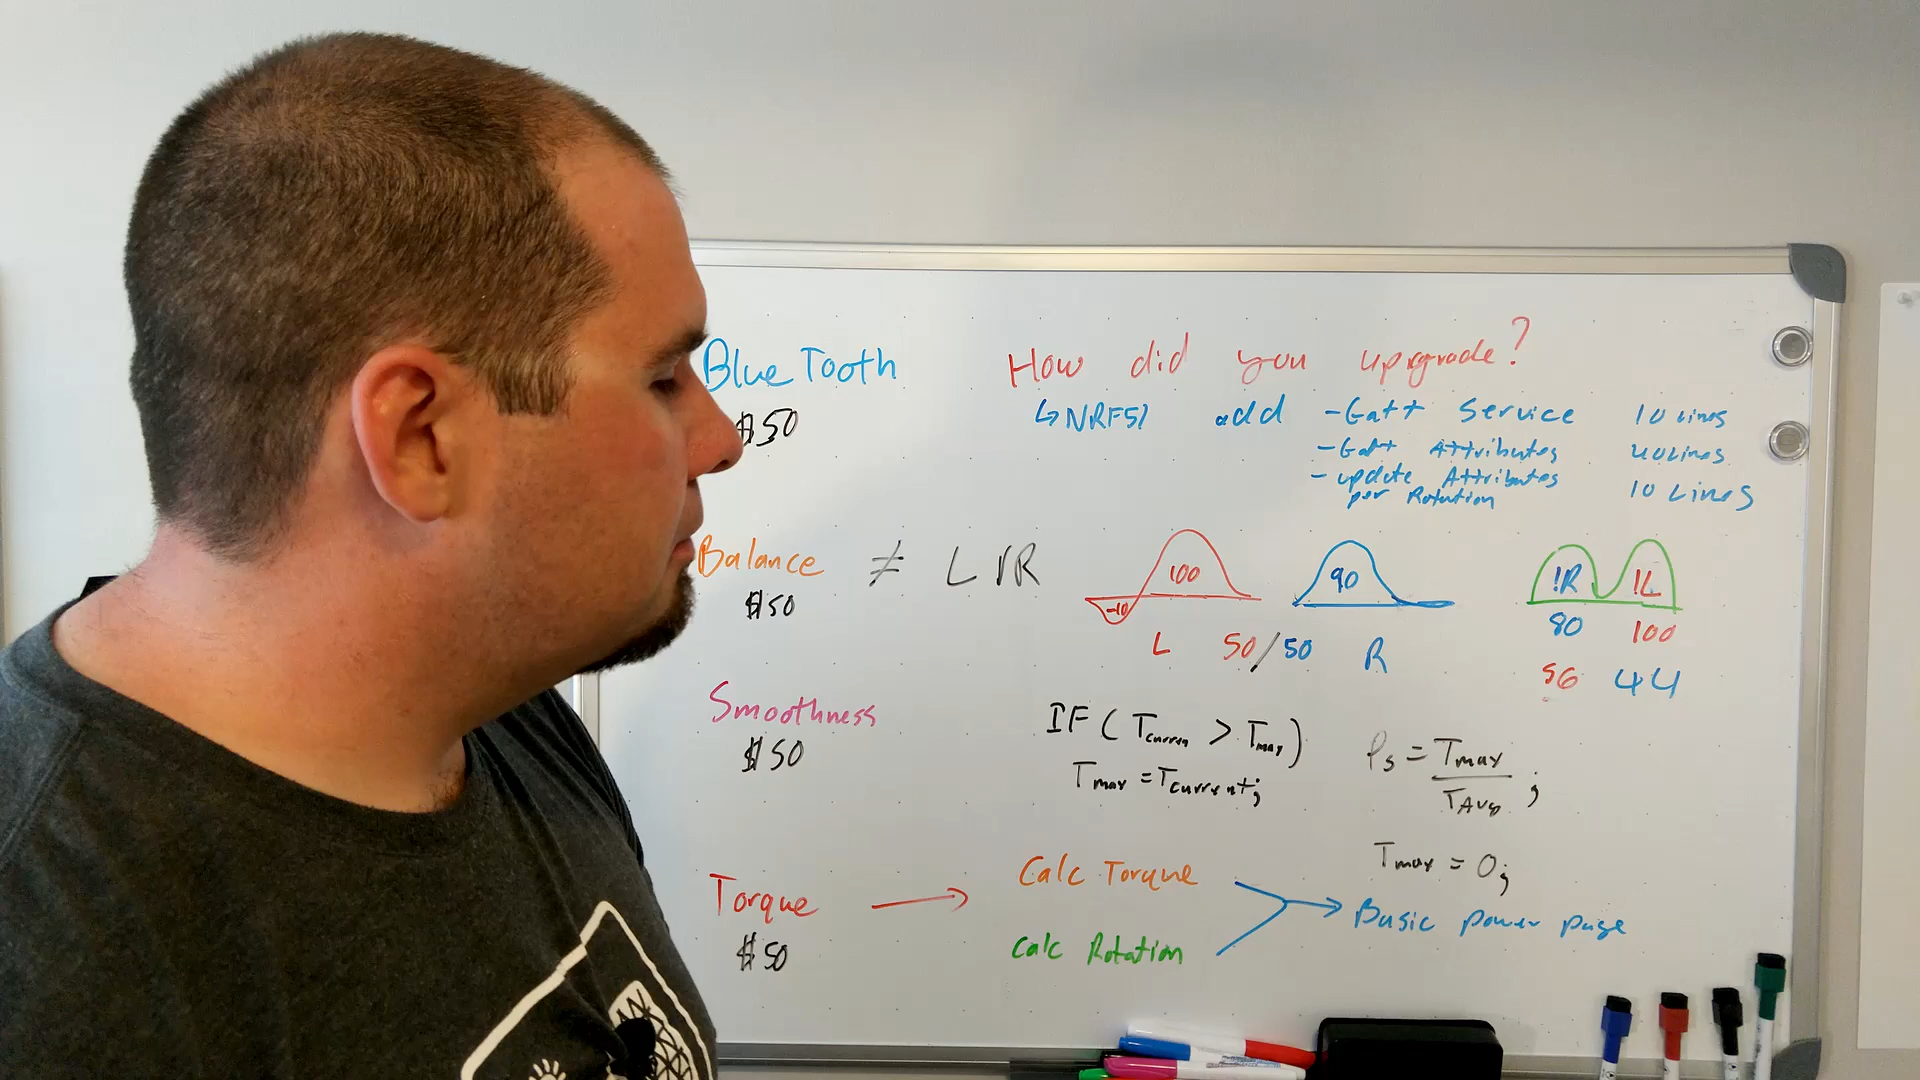 Blue Tooth
$50
How did you upgrade?
↳ NRF51 add - Gatt Service 10 Lines
- Gatt Attributes 40 Lines
- update Attributes per Rotation 10 Lines
Balance ≠ L/R
$50
-10 100
90
L 50/50 R
!R !L
80 100
56 44
Smoothness
$50
IF (Tcurren > Tmax)
Tmax = Tcurrent;
Ps = Tmax / TAvg ;
Tmax = 0;
Torque → Calc Torque
$50
Calc Rotation
→ Basic power page